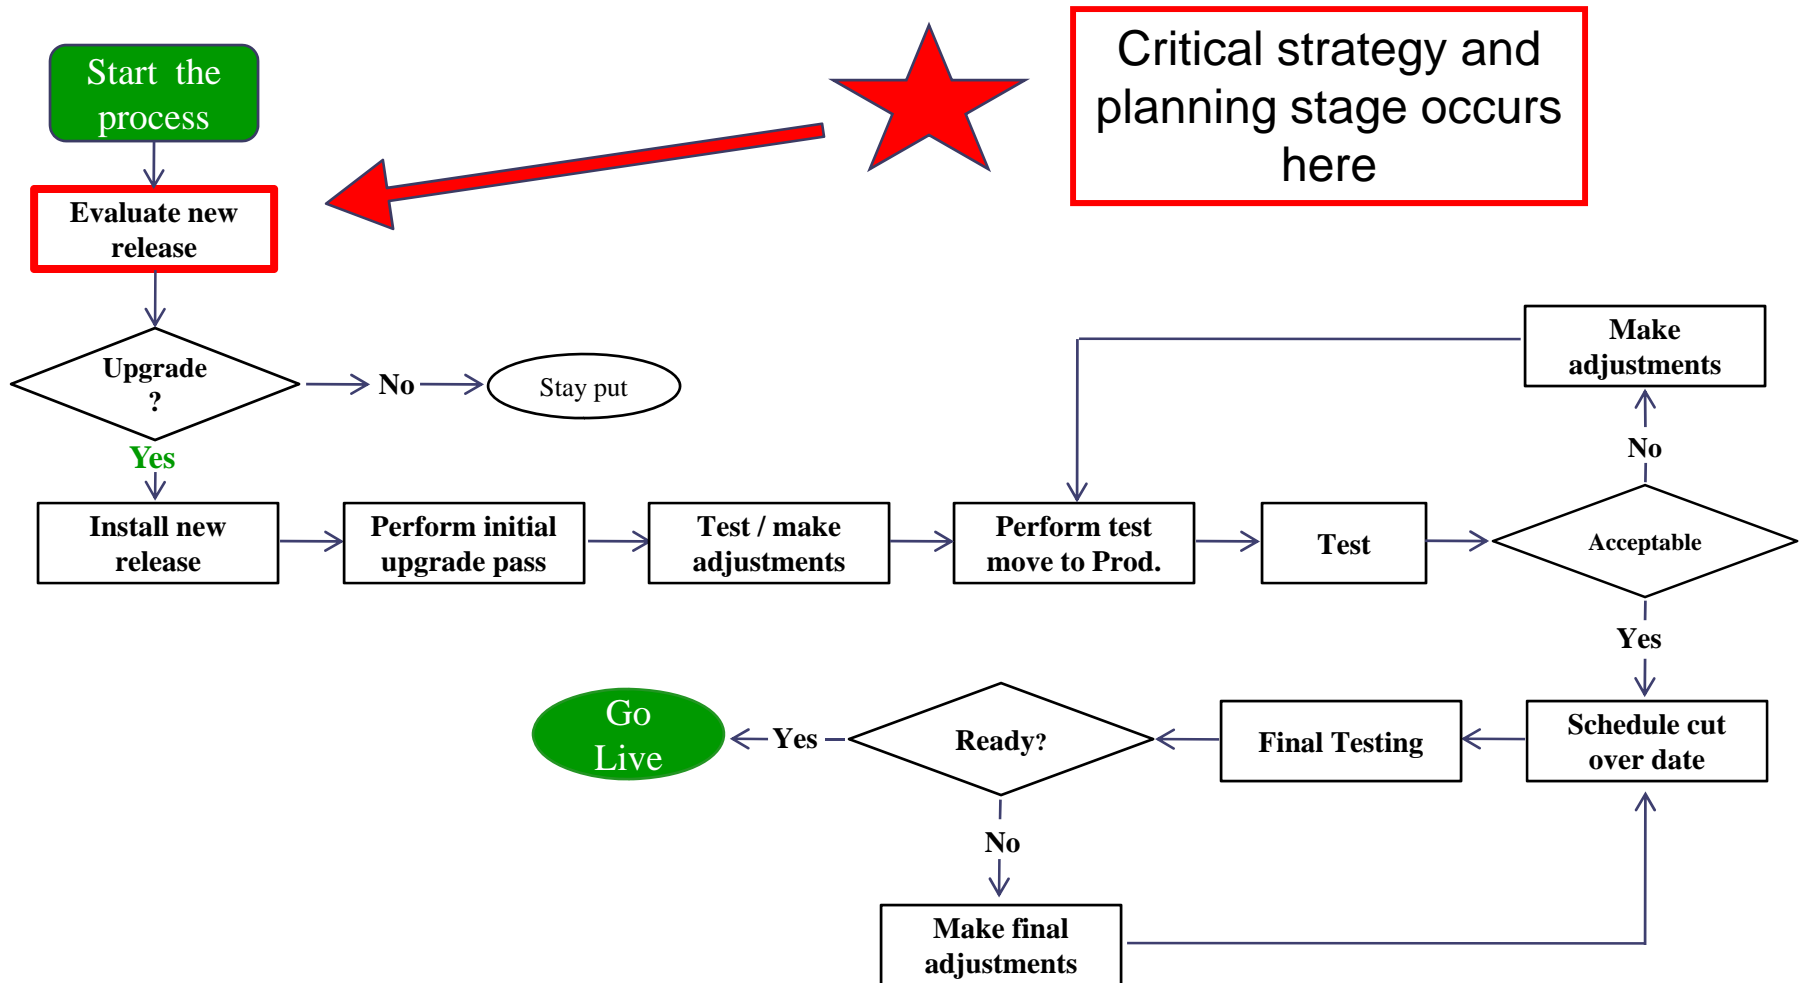 Start the
process
Critical strategy and
planning stage occurs
here
Evaluate new
release
Upgrade
?
No
Stay put
Yes
Make
adjustments
No
Install new
release
Perform initial
upgrade pass
Test / make
adjustments
Perform test
move to Prod.
Test
Acceptable
Yes
Go
Live
Yes
Ready?
Final Testing
Schedule cut
over date
No
Make final
adjustments